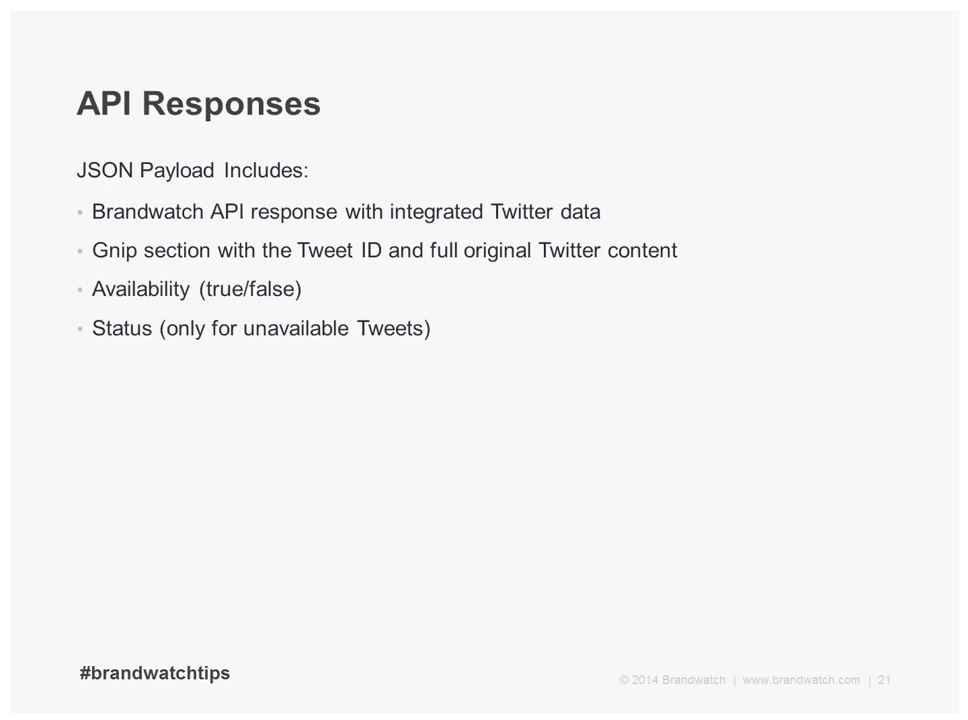 API Responses
JSON Payload Includes:
• Brandwatch API response with integrated Twitter data
• Gnip section with the Tweet ID and full original Twitter content
• Availability (true/false)
• Status (only for unavailable Tweets)
#brandwatchtips
© 2014 Brandwatch | www.brandwatch.com | 21